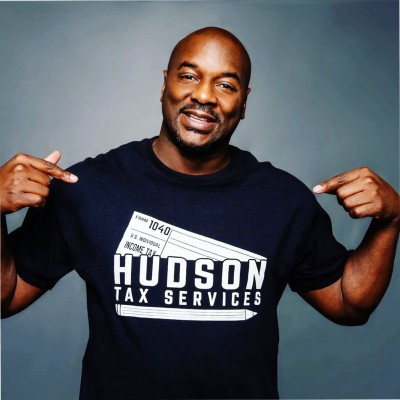 FORM 1040
U.S. INDIVIDUAL
INCOME TAX
HUDSON
TAX SERVICES